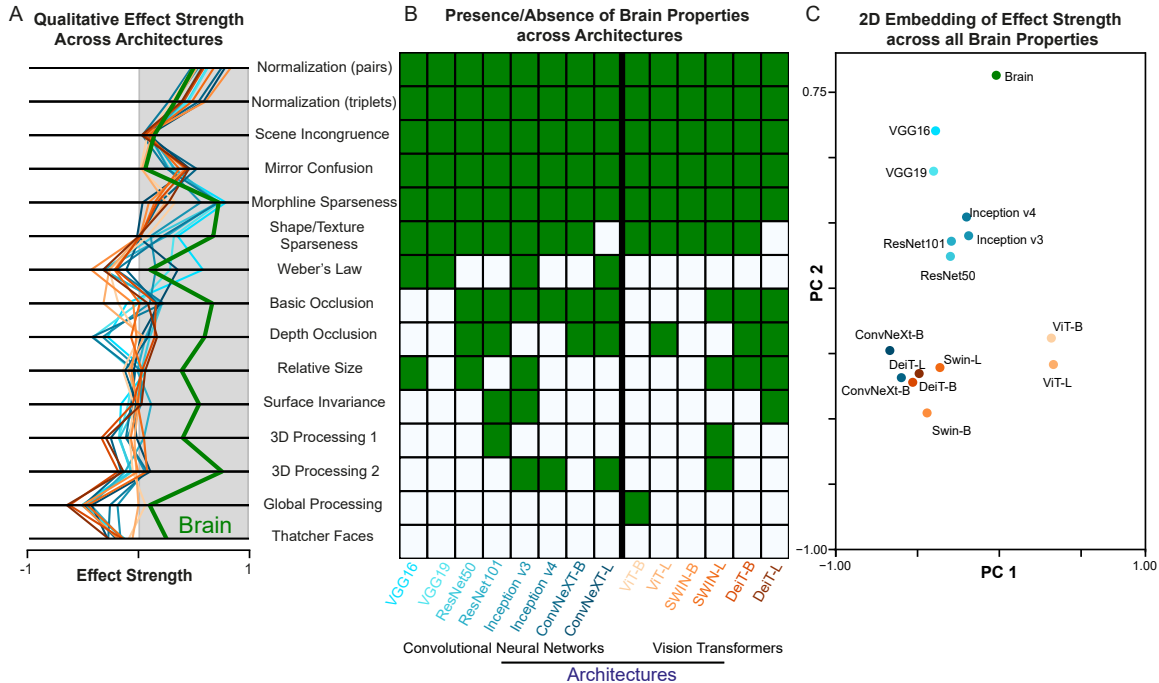 A
Qualitative Effect Strength
Across Architectures
B
Presence/Absence of Brain Properties
across Architectures
C
2D Embedding of Effect Strength
across all Brain Properties
Normalization (pairs)
Normalization (triplets)
Scene Incongruence
Mirror Confusion
Morphline Sparseness
Shape/Texture
Sparseness
Weber's Law
Basic Occlusion
Depth Occlusion
Relative Size
Surface Invariance
3D Processing 1
3D Processing 2
Global Processing
Thatcher Faces
Brain
-1
1
Effect Strength
VGG16
VGG19
ResNet50
ResNet101
Inception v3
Inception v4
ConvNeXT-B
ConvNeXT-L
ViT-B
ViT-L
SWIN-B
SWIN-L
DeiT-B
DeiT-L
Convolutional Neural Networks
Vision Transformers
Architectures
0.75
PC 2
−1.00
−1.00
PC 1
1.00
Brain
VGG16
VGG19
Inception v4
ResNet101
Inception v3
ResNet50
ViT-B
ConvNeXt-B
DeiT-L
Swin-L
ViT-L
ConvNeXt-B
DeiT-B
Swin-B